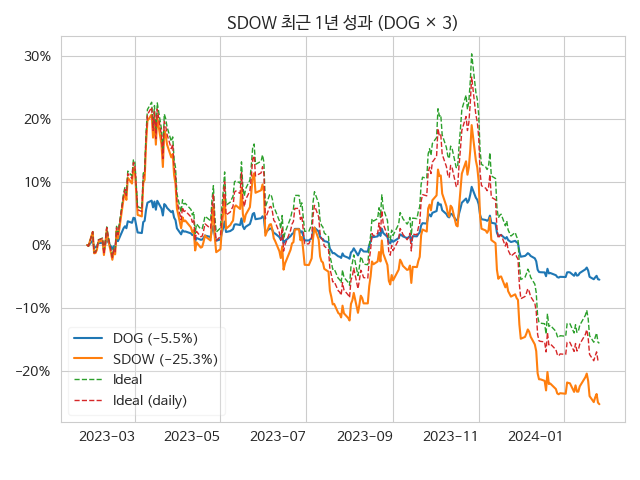 SDOW 최근 1년 성과 (DOG × 3)
30%
20%
10%
0%
−10%
−20%
DOG (−5.5%)
SDOW (−25.3%)
Ideal
Ideal (daily)
2023−03
2023−05
2023−07
2023−09
2023−11
2024−01